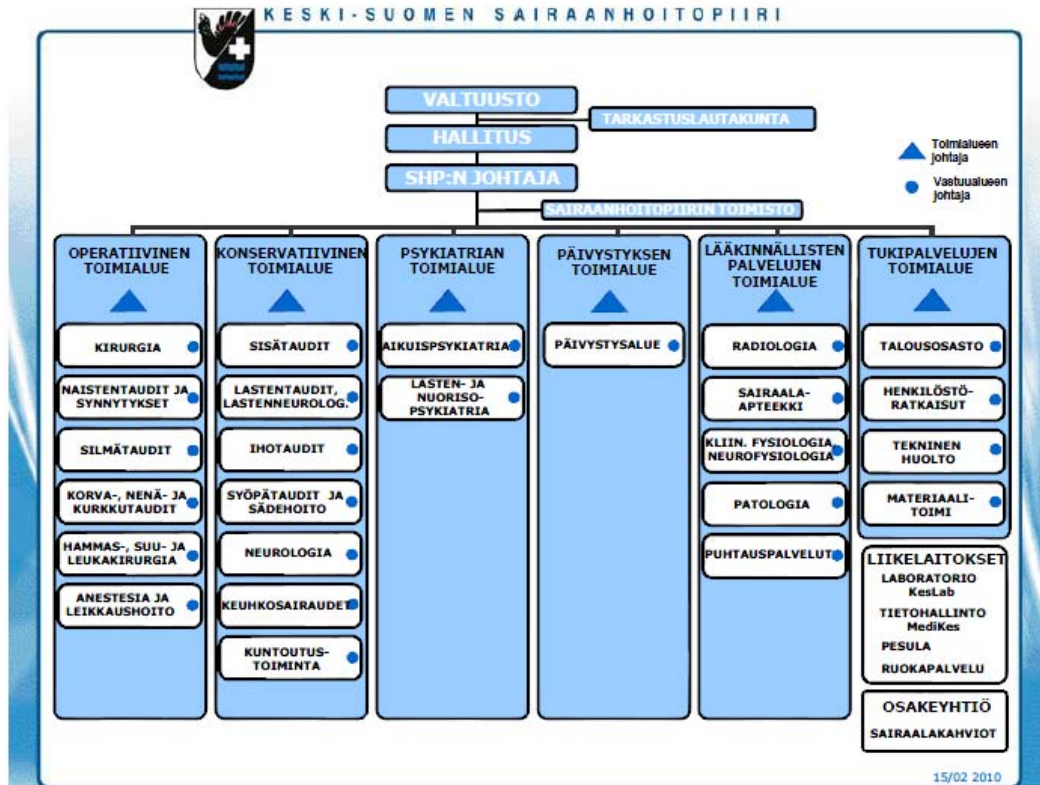 KESKI-SUOMEN SAIRAANHOITOPIIRI
VALTUUSTO
TARKASTUSLAUTAKUNTA
HALLITUS
SHP:N JOHTAJA
SAIRAANHOITOPIIRIN TOIMISTO
Toimialueen
johtaja
Vastuualueen
johtaja
OPERATIIVINEN
TOIMIALUE
KIRURGIA
NAISTENTAUDIT JA
SYNNYTYKSET
SILMÄTAUDIT
KORVA-, NENÄ- JA
KURKKUTAUDIT
HAMMAS-, SUU- JA
LEUKAKIRURGIA
ANESTESIA JA
LEIKKAUSHOITO
KONSERVATIIVINEN
TOIMIALUE
SISÄTAUDIT
LASTENTAUDIT,
LASTENNEUROLOG.
IHOTAUDIT
SYÖPÄTAUDIT JA
SÄDEHOITO
NEUROLOGIA
KEUHKOSAIRAUDET
KUNTOUTUS-
TOIMINTA
PSYKIATRIAN
TOIMIALUE
AIKUISPSYKIATRIA
LASTEN- JA
NUORISO-
PSYKIATRIA
PÄIVYSTYKSEN
TOIMIALUE
PÄIVYSTYSALUE
LÄÄKINNÄLLISTEN
PALVELUJEN
TOIMIALUE
RADIOLOGIA
SAIRAALA-
APTEEKKI
KLIIN. FYSIOLOGIA,
NEUROFYSIOLOGIA
PATOLOGIA
PUHTAUSPALVELUT
TUKIPALVELUJEN
TOIMIALUE
TALOUSOSASTO
HENKILÖSTÖ-
RATKAISUT
TEKNINEN
HUOLTO
MATERIAALI-
TOIMI
LIIKELAITOKSET
LABORATORIO
KesLab
TIETOHALLINTO
MediKes
PESULA
RUOKAPALVELU
OSAKEYHTIÖ
SAIRAALAKAHVIOT
15/02 2010